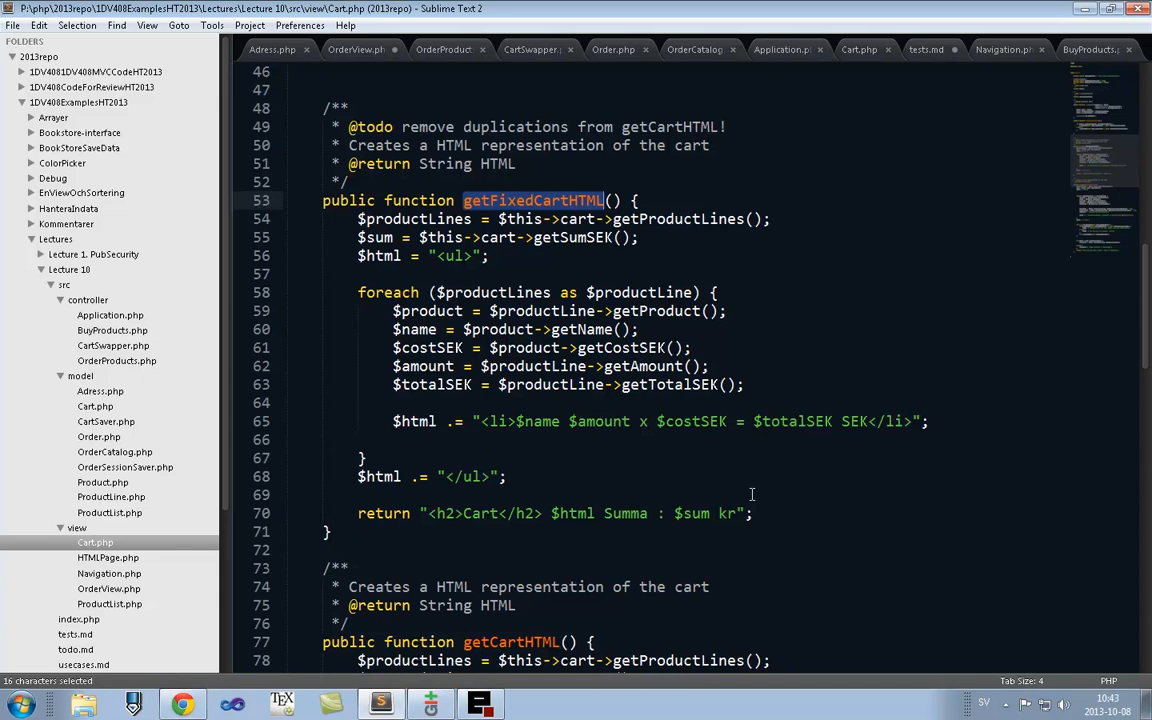 P:\php\2013repo\1DV408ExamplesHT2013\Lectures\Lecture 10\src\view\Cart.php (2013repo) - Sublime Text 2
File Edit Selection Find View Goto Tools Project Preferences Help
FOLDERS
2013repo
1DV4081DV408MVCCodeHT2013
1DV408CodeForReviewHT2013
1DV408ExamplesHT2013
Arrayer
Bookstore-interface
BookStoreSaveData
ColorPicker
Debug
EnViewOchSortering
HanteraIndata
Kommentarer
Lectures
Lecture 1. PubSecurity
Lecture 10
src
controller
Application.php
BuyProducts.php
CartSwapper.php
OrderProducts.php
model
Adress.php
Cart.php
CartSaver.php
Order.php
OrderCatalog.php
OrderSessionSaver.php
Product.php
ProductLine.php
ProductList.php
view
Cart.php
HTMLPage.php
Navigation.php
OrderView.php
ProductList.php
index.php
tests.md
todo.md
usecases.md
Adress.php OrderView.ph OrderProduct CartSwapper. Order.php OrderCatalog Application.p Cart.php tests.md Navigation.ph BuyProducts.
46
47
48 /**
49 * @todo remove duplications from getCartHTML!
50 * Creates a HTML representation of the cart
51 * @return String HTML
52 */
53 public function getFixedCartHTML() {
54 $productLines = $this->cart->getProductLines();
55 $sum = $this->cart->getSumSEK();
56 $html = "<ul>";
57
58 foreach ($productLines as $productLine) {
59 $product = $productLine->getProduct();
60 $name = $product->getName();
61 $costSEK = $product->getCostSEK();
62 $amount = $productLine->getAmount();
63 $totalSEK = $productLine->getTotalSEK();
64
65 $html .= "<li>$name $amount x $costSEK = $totalSEK SEK</li>";
66
67 }
68 $html .= "</ul>";
69
70 return "<h2>Cart</h2> $html Summa : $sum kr";
71 }
72
73 /**
74 * Creates a HTML representation of the cart
75 * @return String HTML
76 */
77 public function getCartHTML() {
78 $productLines = $this->cart->getProductLines();
16 characters selected
Tab Size: 4 PHP
SV
10:43
2013-10-08